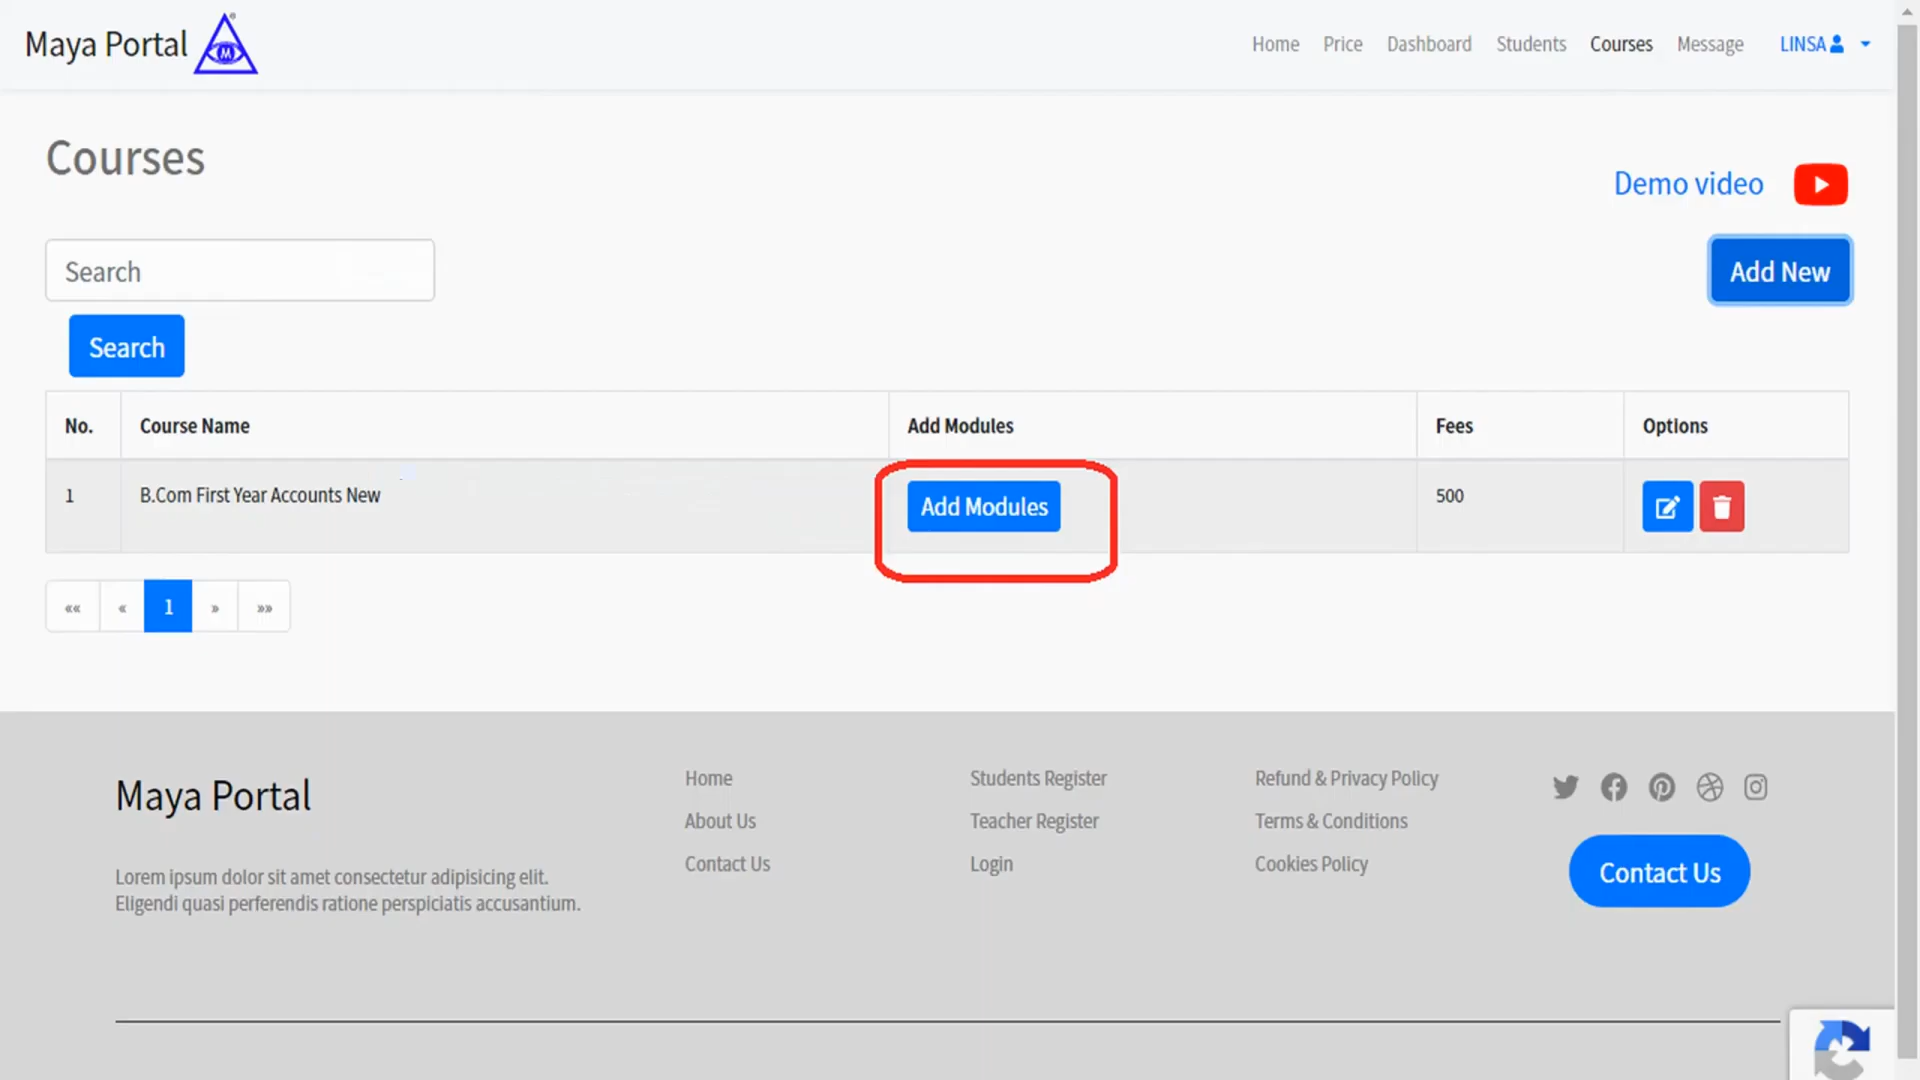 Maya Portal
M
Home Price Dashboard Students Courses Message LINSA
Courses
Demo video
Search
Add New
Search
No. Course Name Add Modules Fees Options
1 B.Com First Year Accounts New Add Modules 500
«« « 1 » »»
Maya Portal
Lorem ipsum dolor sit amet consectetur adipisicing elit.
Eligendi quasi perferendis ratione perspiciatis accusantium.
Home
About Us
Contact Us
Students Register
Teacher Register
Login
Refund & Privacy Policy
Terms & Conditions
Cookies Policy
Contact Us